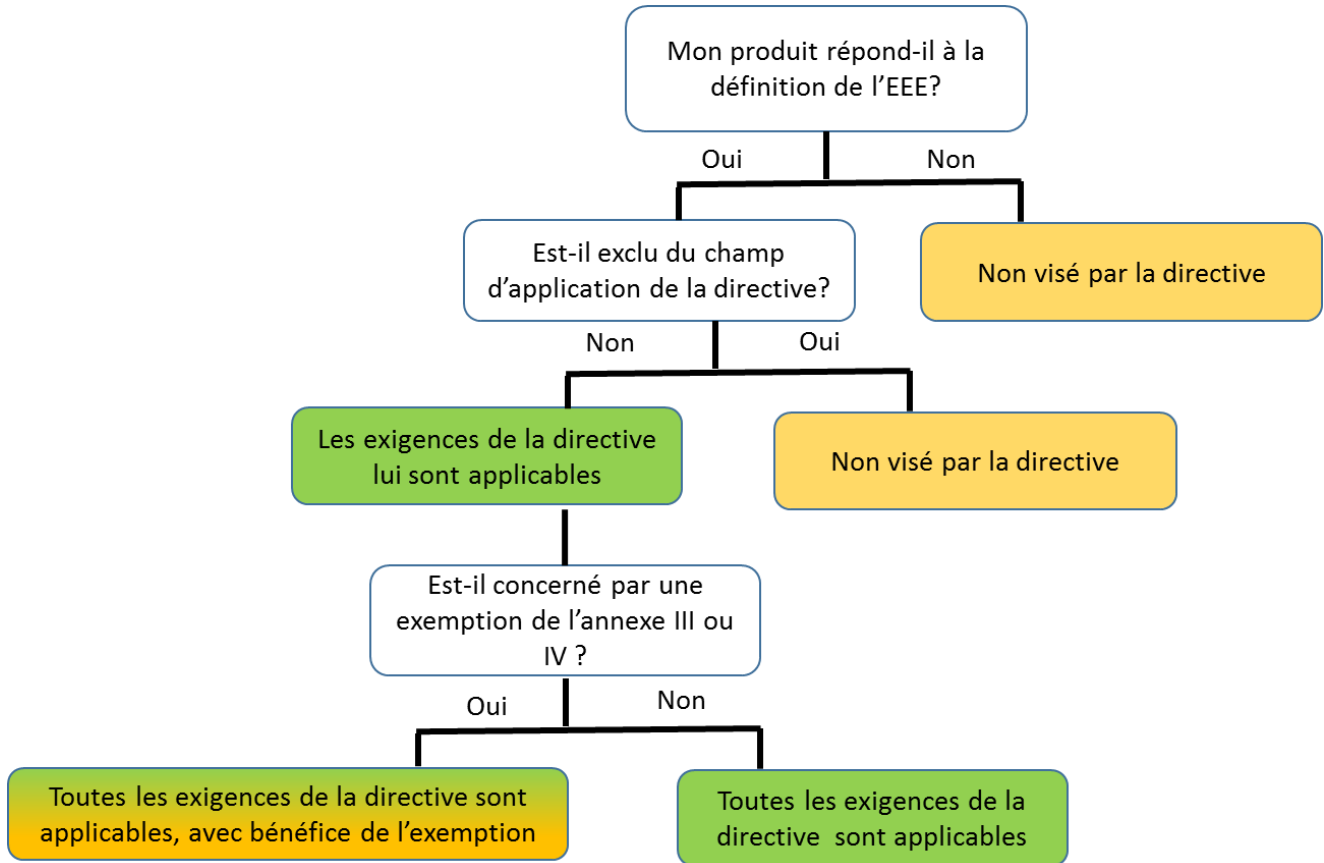 Mon produit répond-il à la
définition de l’EEE?
Oui
Non
Est-il exclu du champ
d’application de la directive?
Non visé par la directive
Non
Oui
Les exigences de la directive
lui sont applicables
Non visé par la directive
Est-il concerné par une
exemption de l’annexe III ou
IV ?
Oui
Non
Toutes les exigences de la directive sont
applicables, avec bénéfice de l’exemption
Toutes les exigences de la
directive sont applicables